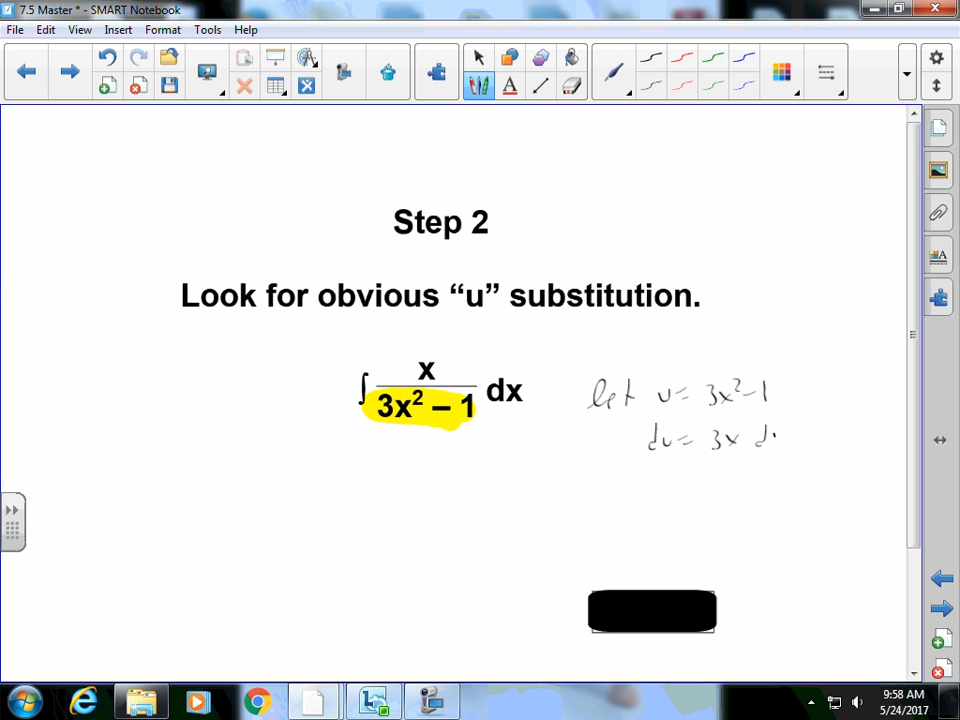 7.5 Master * - SMART Notebook
File Edit View Insert Format Tools Help
Step 2
Look for obvious “u” substitution.
∫ x / 3x² – 1 dx
let u = 3x² – 1
du = 3x d
9:58 AM
5/24/2017